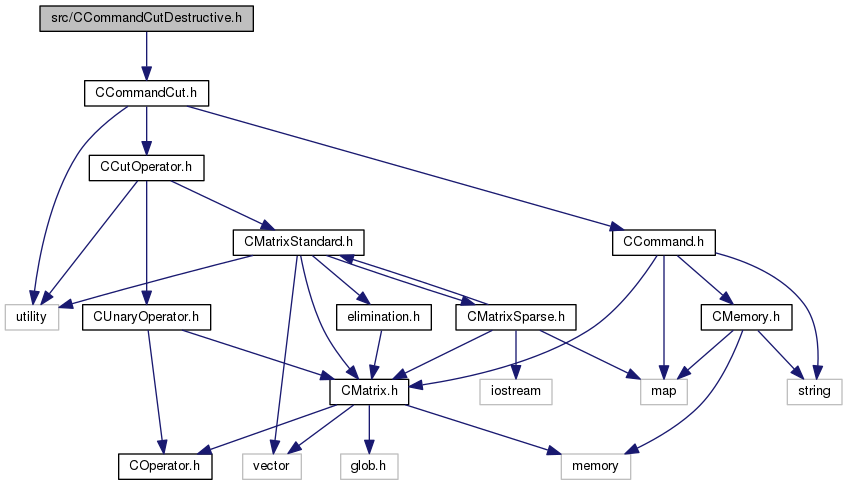 src/CCommandCutDestructive.h
CCommandCut.h
CCutOperator.h
CMatrixStandard.h
CCommand.h
utility
CUnaryOperator.h
elimination.h
CMatrixSparse.h
CMemory.h
CMatrix.h
iostream
map
string
COperator.h
vector
glob.h
memory